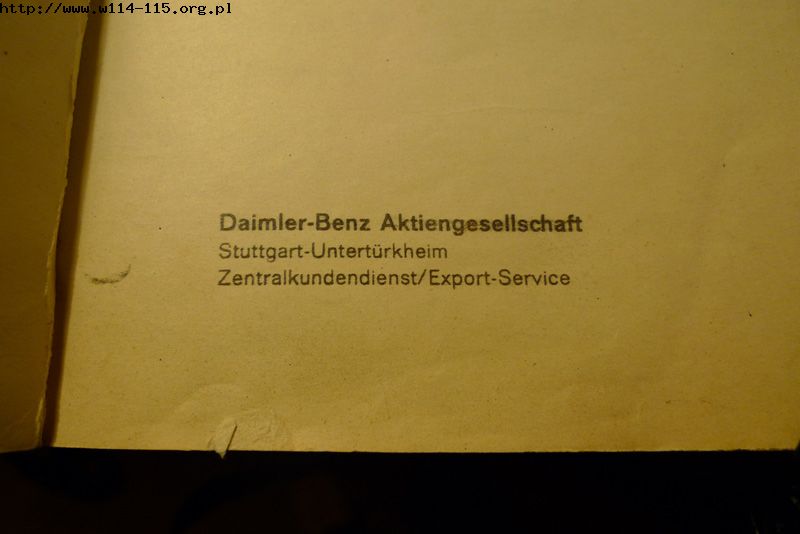 http://www.w114-115.org.pl
Daimler-Benz Aktiengesellschaft
Stuttgart-Untertürkheim
Zentralkundendienst/Export-Service